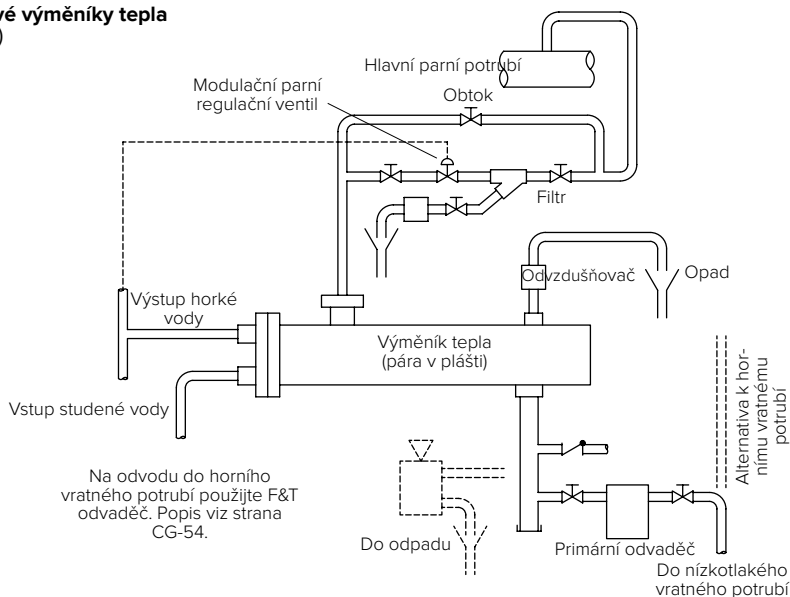 vé výměníky tepla
)
Hlavní parní potrubí
Modulační parní
regulační ventil
Obtok
Filtr
Odvzdušňovač
Opad
Výstup horké
vody
Výměník tepla
(pára v plášti)
Vstup studené vody
Alternativa k hor-
nímu vratnému
potrubí
Na odvodu do horního
vratného potrubí použijte F&T
odvaděč. Popis viz strana
CG-54.
Do odpadu
Primární odvaděč
Do nízkotlakého
vratného potrubí